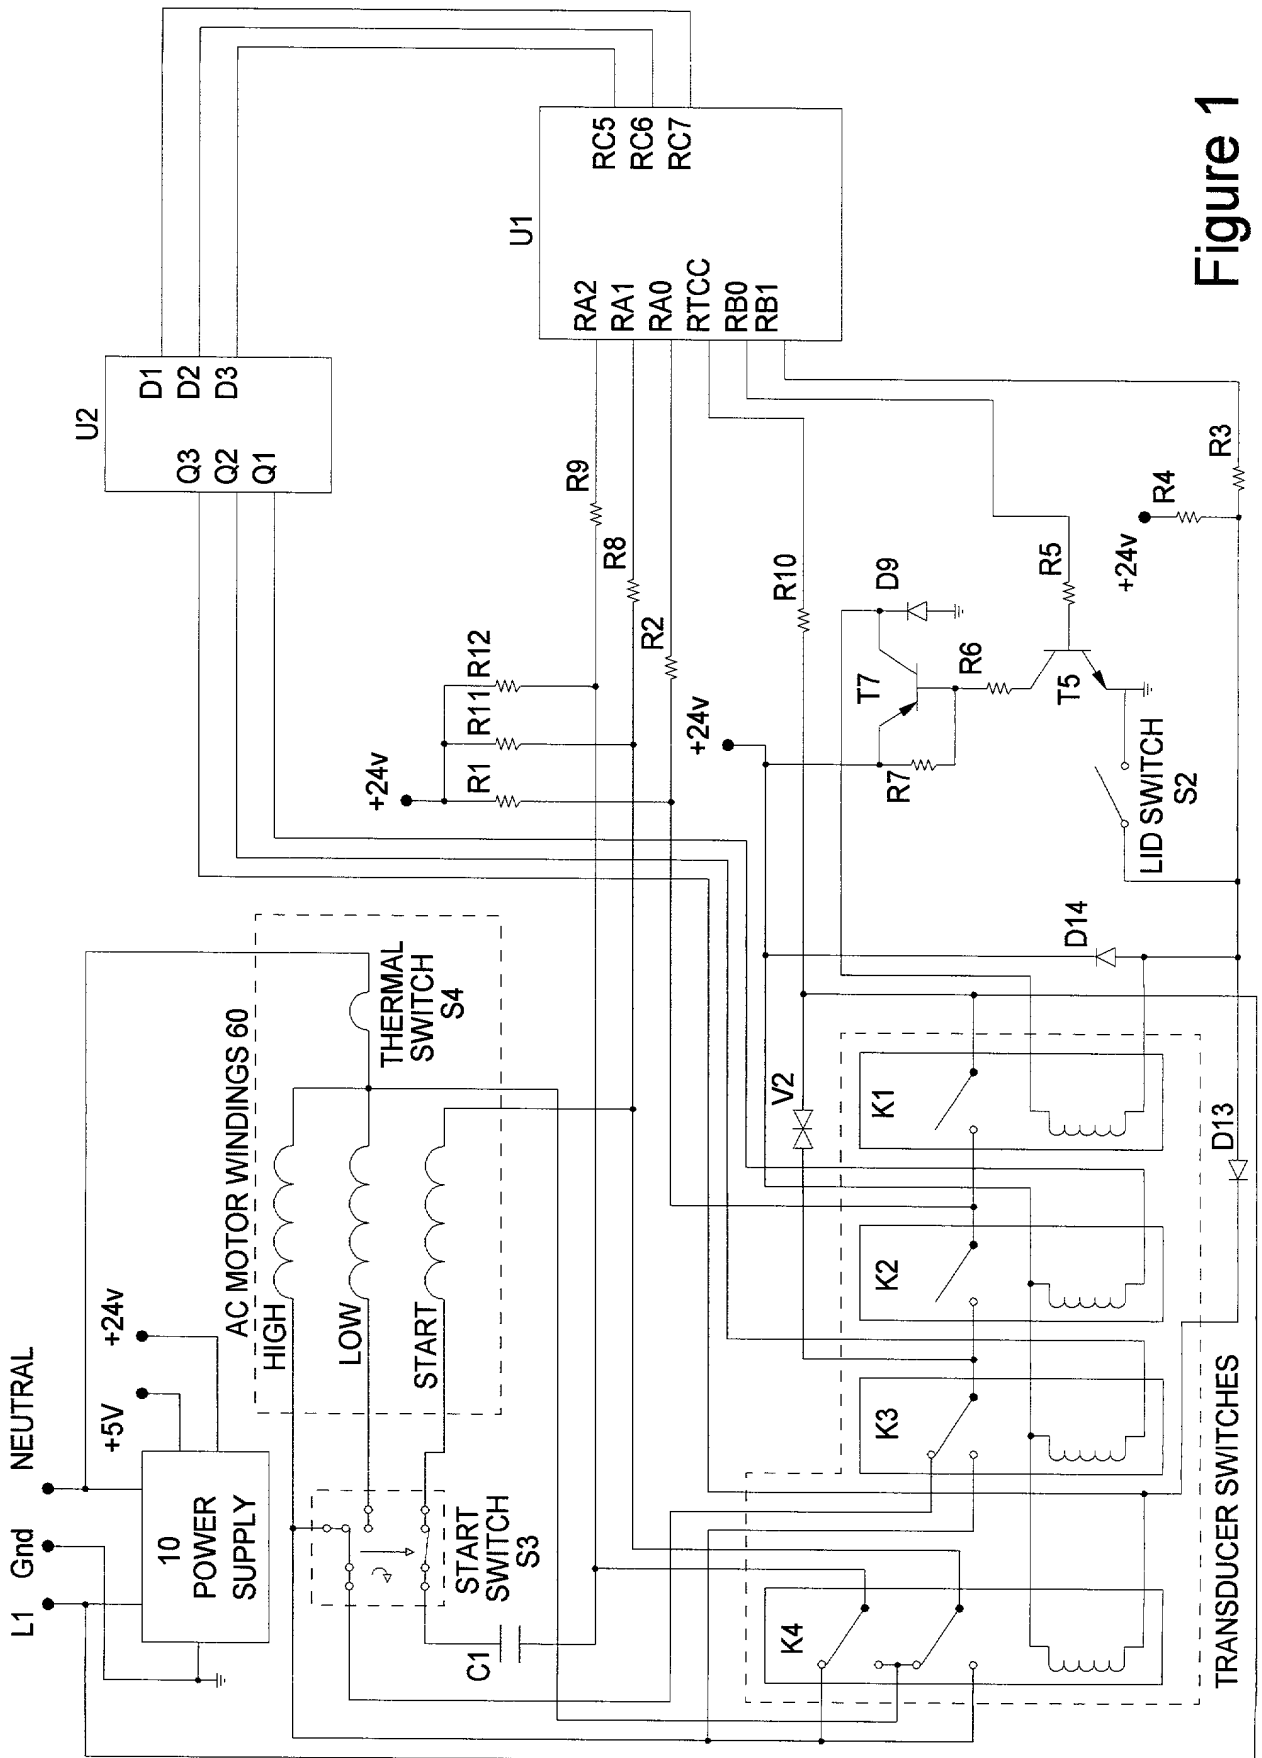 L1
Gnd
NEUTRAL
10
POWER
SUPPLY
+5V
+24v
AC MOTOR WINDINGS 60
HIGH
LOW
START
THERMAL
SWITCH
S4
START
SWITCH
S3
C1
U2
Q3
Q2
Q1
D1
D2
D3
U1
RA2
RA1
RA0
RTCC
RB0
RB1
RC5
RC6
RC7
+24v
R1
R11
R12
R9
R8
R2
+24v
R10
T7
D9
R7
R6
T5
R5
+24v
R4
R3
LID SWITCH
S2
D14
V2
K1
K2
K3
K4
D13
TRANSDUCER SWITCHES
Figure 1